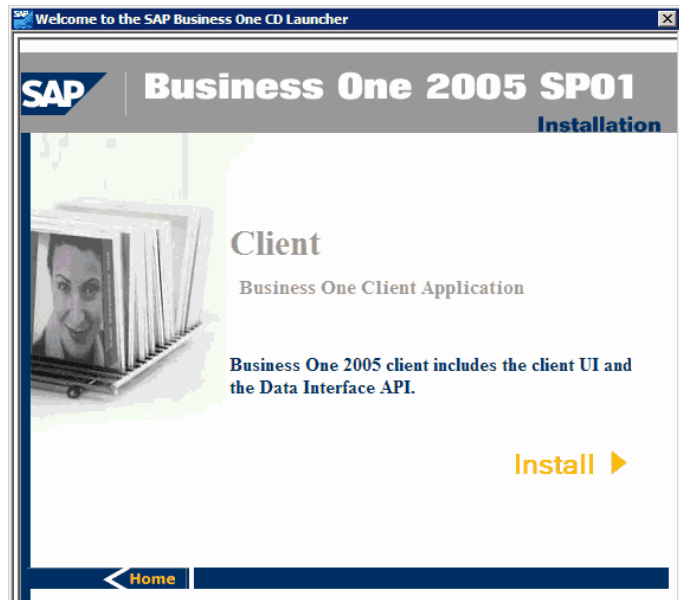 Welcome to the SAP Business One CD Launcher
SAP Business One 2005 SP01
Installation
Client
Business One Client Application
Business One 2005 client includes the client UI and
the Data Interface API.
Install
Home